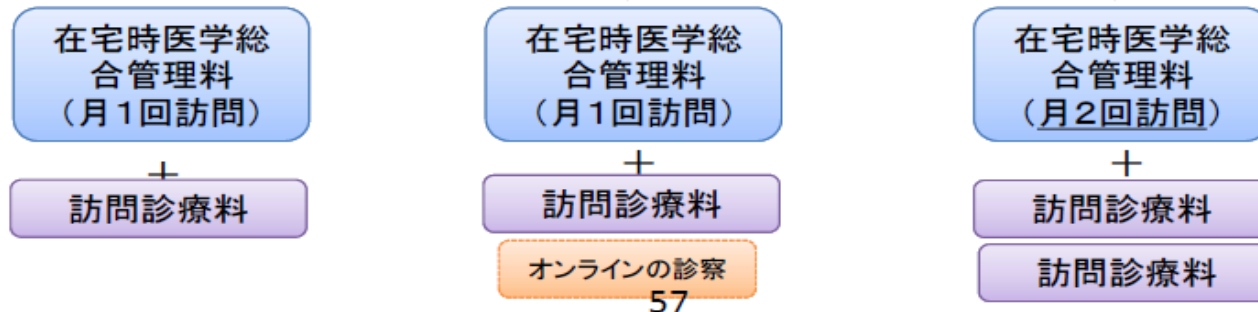 在宅時医学総
合管理料
(月1回訪問)
+
訪問診療料
在宅時医学総
合管理料
(月1回訪問)
+
訪問診療料
オンラインの診察
57
在宅時医学総
合管理料
(月2回訪問)
+
訪問診療料
訪問診療料